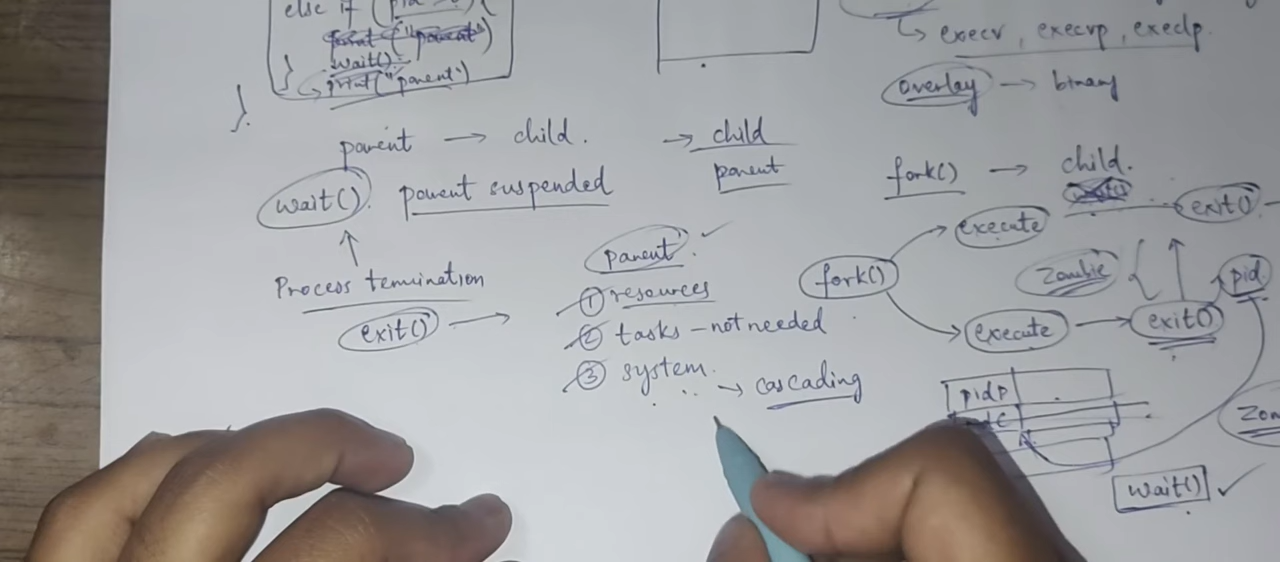 else if (pid
wait();
}
print("parent")
}
parent → child.
wait(). parent suspended
Process termination
exit() →
→ child
parent
parent ✓
① resources
② tasks - not needed
③ system.
→ cascading
↳ execv, execvp, execlp.
overlay → binary
fork() → child.
exit()
execute
fork()
Zombie
pid
execute → exit()
pidp
wait() ✓